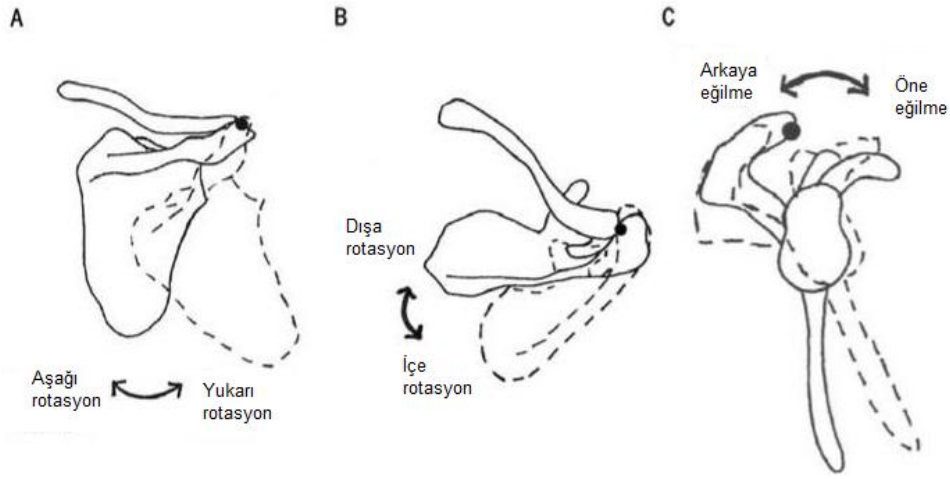 A
B
C
Arkaya
eğilme
Öne
eğilme
Dışa
rotasyon
İçe
rotasyon
Aşağı
rotasyon
Yukarı
rotasyon